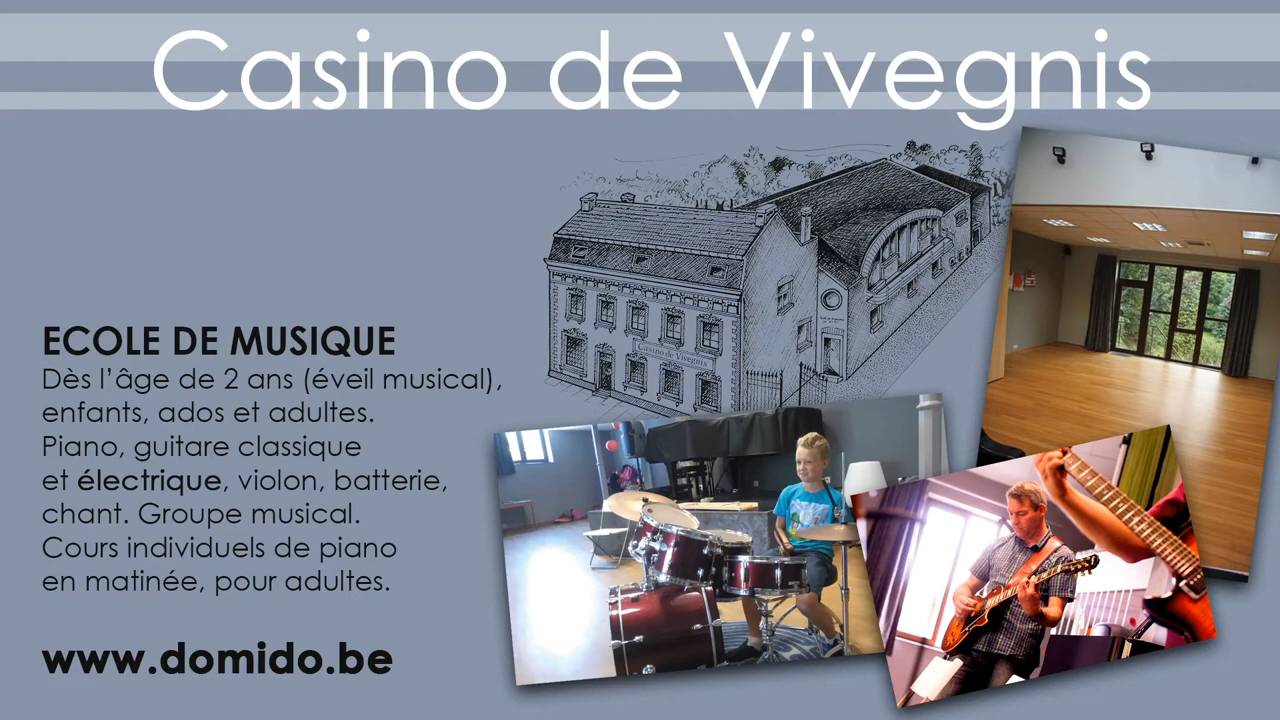 Casino de Vivegnis
Casino de Vivegnis
ECOLE DE MUSIQUE
Dès l’âge de 2 ans (éveil musical),
enfants, ados et adultes.
Piano, guitare classique
et électrique, violon, batterie,
chant. Groupe musical.
Cours individuels de piano
en matinée, pour adultes.
www.domido.be